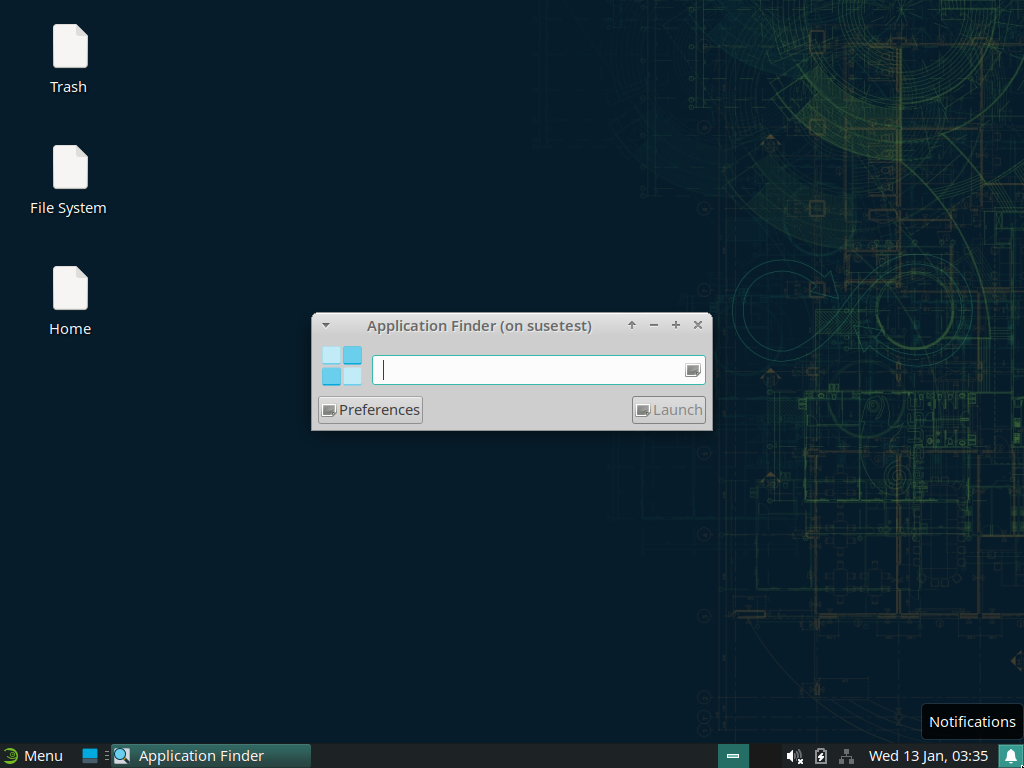 Trash
File System
Home
Application Finder (on susetest)
Preferences
Launch
Notifications
Menu
Application Finder
Wed 13 Jan, 03:35